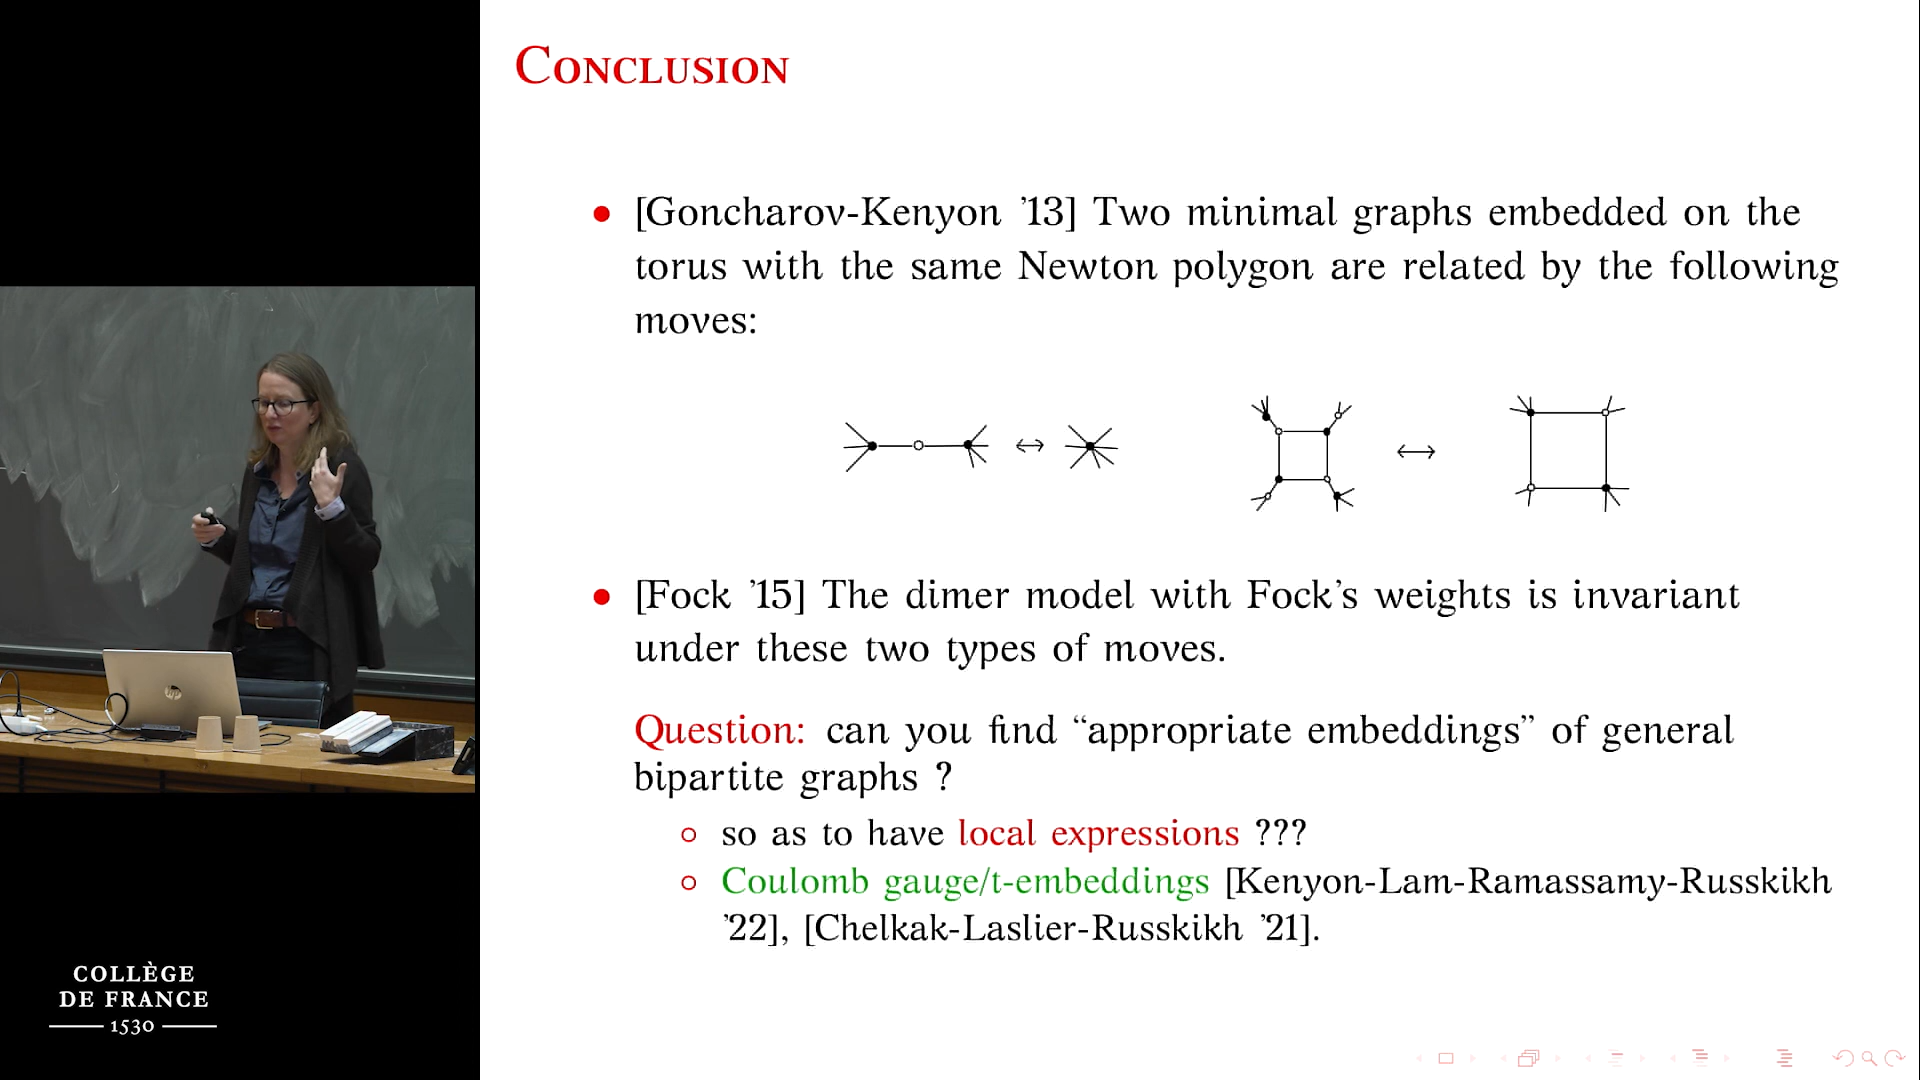 CONCLUSION
• [Goncharov-Kenyon ’13] Two minimal graphs embedded on the
torus with the same Newton polygon are related by the following
moves:
• [Fock ’15] The dimer model with Fock’s weights is invariant
under these two types of moves.
Question: can you find “appropriate embeddings” of general
bipartite graphs ?
○ so as to have local expressions ???
○ Coulomb gauge/t-embeddings [Kenyon-Lam-Ramassamy-Russkikh
’22], [Chelkak-Laslier-Russkikh ’21].
hp
COLLÈGE
DE FRANCE
1530